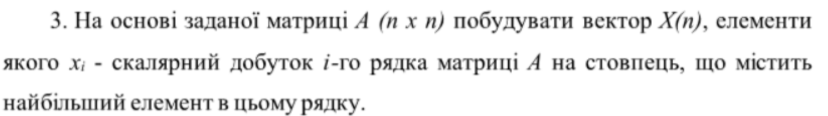 3. На основі заданої матриці A (n x n) побудувати вектор X(n), елементи
якого xᵢ - скалярний добуток i-го рядка матриці A на стовпець, що містить
найбільший елемент в цьому рядку.